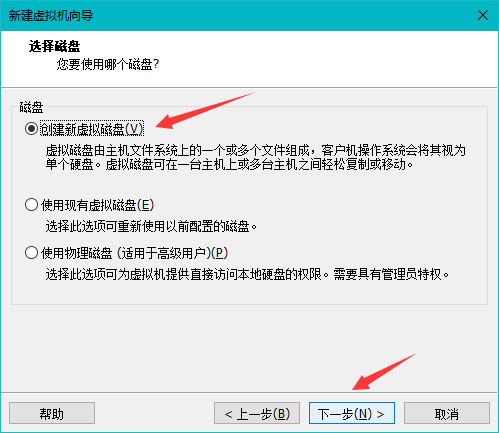 新建虚拟机向导
选择磁盘
您要使用哪个磁盘?
磁盘
创建新虚拟磁盘(V)
虚拟磁盘由主机文件系统上的一个或多个文件组成，客户机操作系统会将其视为
单个硬盘。虚拟磁盘可在一台主机上或多台主机之间轻松复制或移动。
使用现有虚拟磁盘(E)
选择此选项可重新使用以前配置的磁盘。
使用物理磁盘 (适用于高级用户)(P)
选择此选项可为虚拟机提供直接访问本地硬盘的权限。需要具有管理员特权。
帮助
< 上一步(B)
下一步(N) >
取消